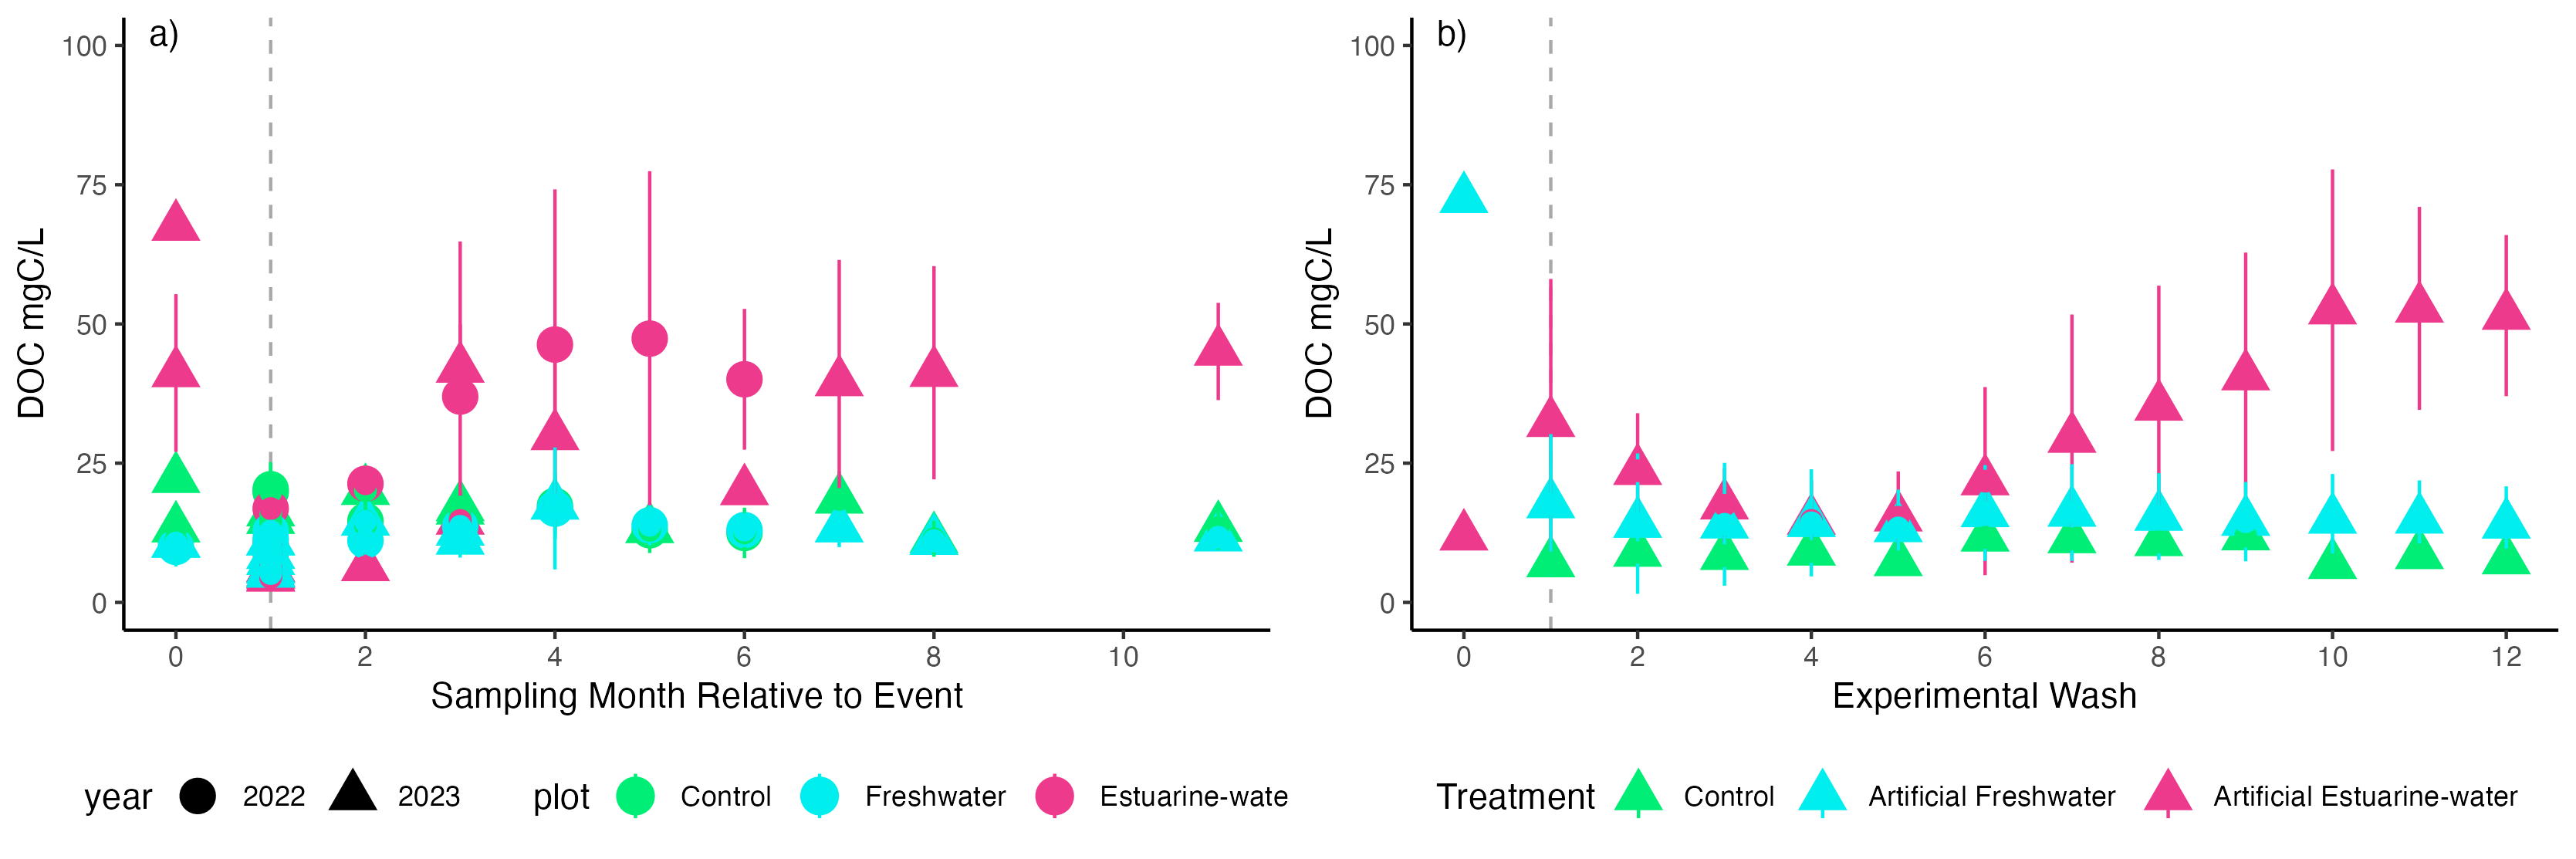 a)
100
75
50
25
0
DOC mgC/L
0 2 4 6 8 10
Sampling Month Relative to Event
year 2022 2023 plot Control Freshwater Estuarine-wate
b)
100
75
50
25
0
DOC mgC/L
0 2 4 6 8 10 12
Experimental Wash
Treatment Control Artificial Freshwater Artificial Estuarine-water